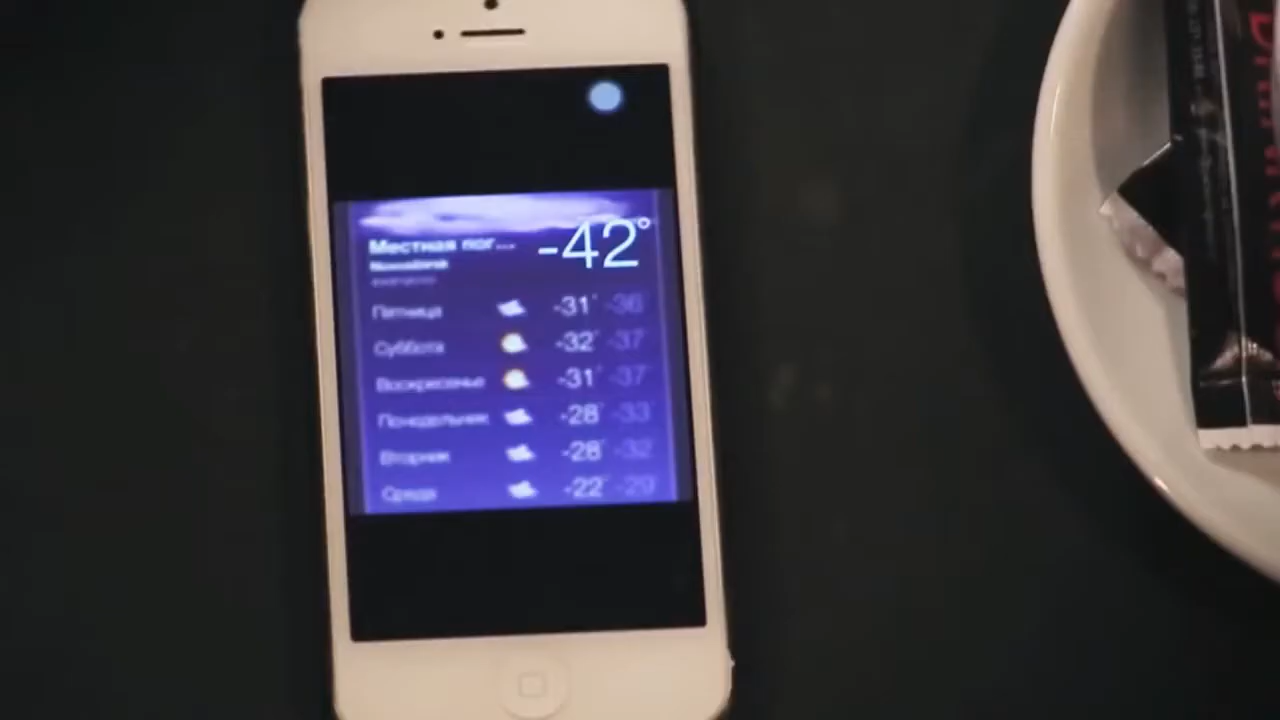 Местная пог...
-42°
Пятница -31° -36°
Суббота -32° -37°
Воскресенье -31° -37°
Понедельник -28° -33°
Вторник -28° -32°
Среда -22° -29°